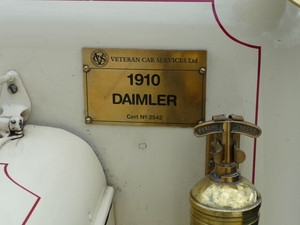 VETERAN CAR SERVICES Ltd
1910
DAIMLER
Cert No 2542